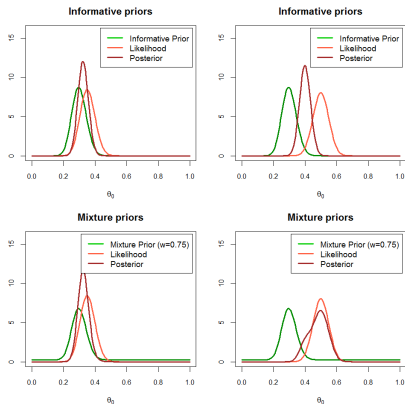 Informative priors
15
10
5
0
Informative Prior
Likelihood
Posterior
0.0 0.2 0.4 0.6 0.8 1.0
θ0
Informative priors
15
10
5
0
Informative Prior
Likelihood
Posterior
0.0 0.2 0.4 0.6 0.8 1.0
θ0
Mixture priors
15
10
5
0
Mixture Prior (w=0.75)
Likelihood
Posterior
0.0 0.2 0.4 0.6 0.8 1.0
θ0
Mixture priors
15
10
5
0
Mixture Prior (w=0.75)
Likelihood
Posterior
0.0 0.2 0.4 0.6 0.8 1.0
θ0